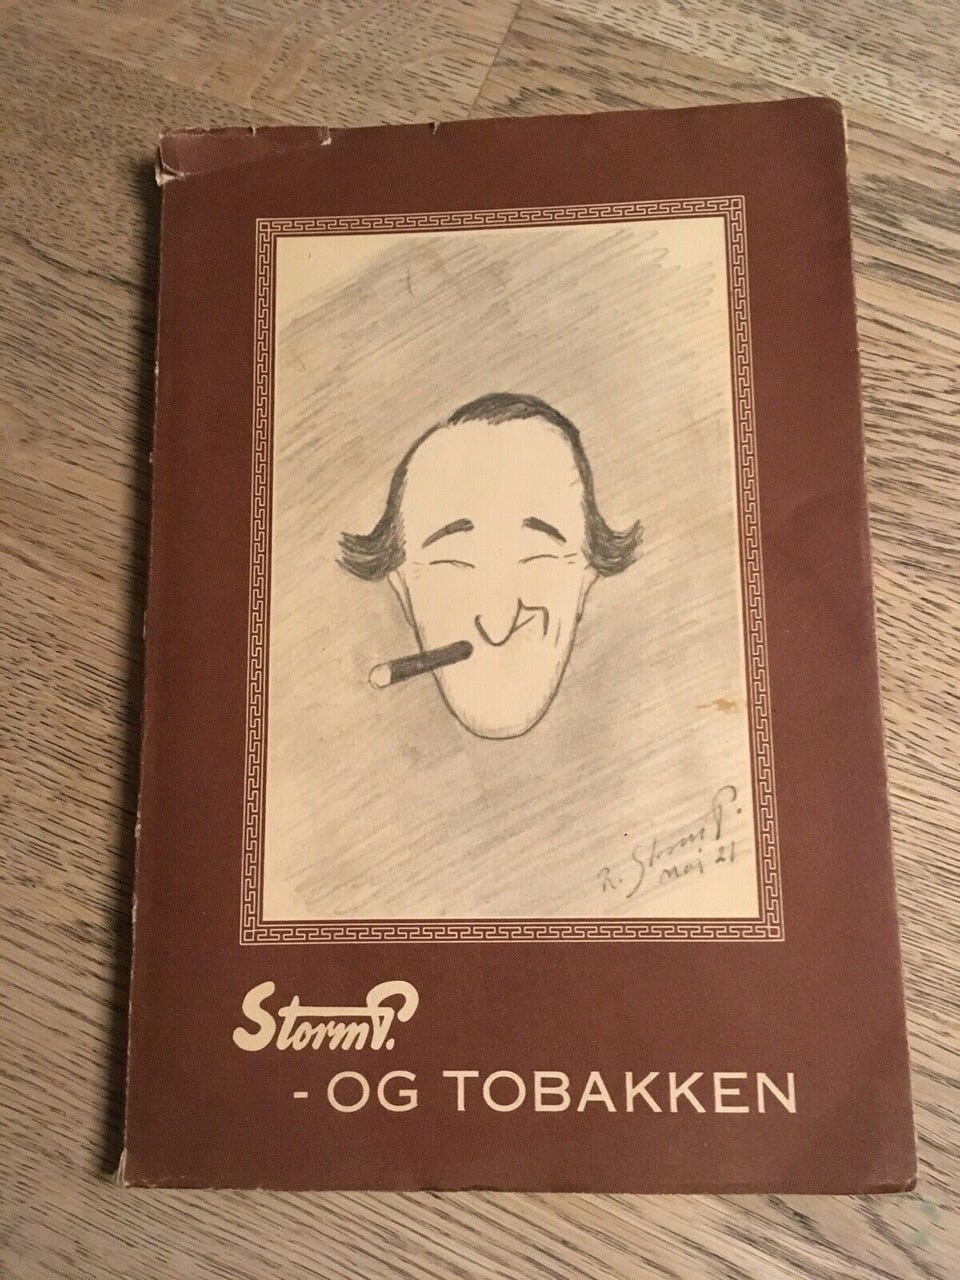 R. Storm P.
Maj 21
Storm P.
- OG TOBAKKEN